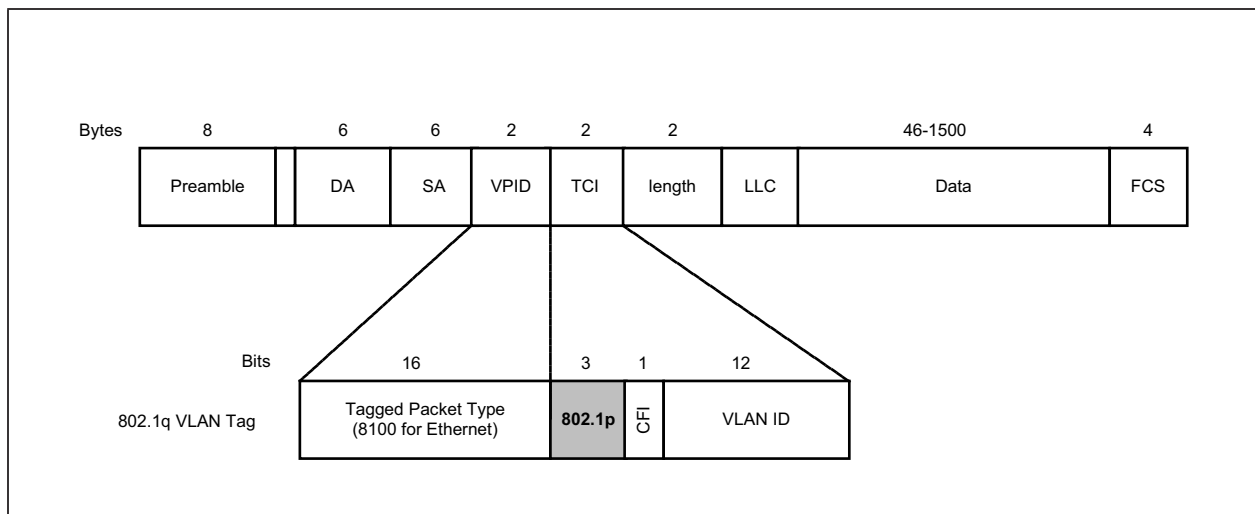 Bytes 8 6 6 2 2 2 46-1500 4
Preamble DA SA VPID TCI length LLC Data FCS
Bits 16 3 1 12
802.1q VLAN Tag
Tagged Packet Type
(8100 for Ethernet)
802.1p
CFI
VLAN ID